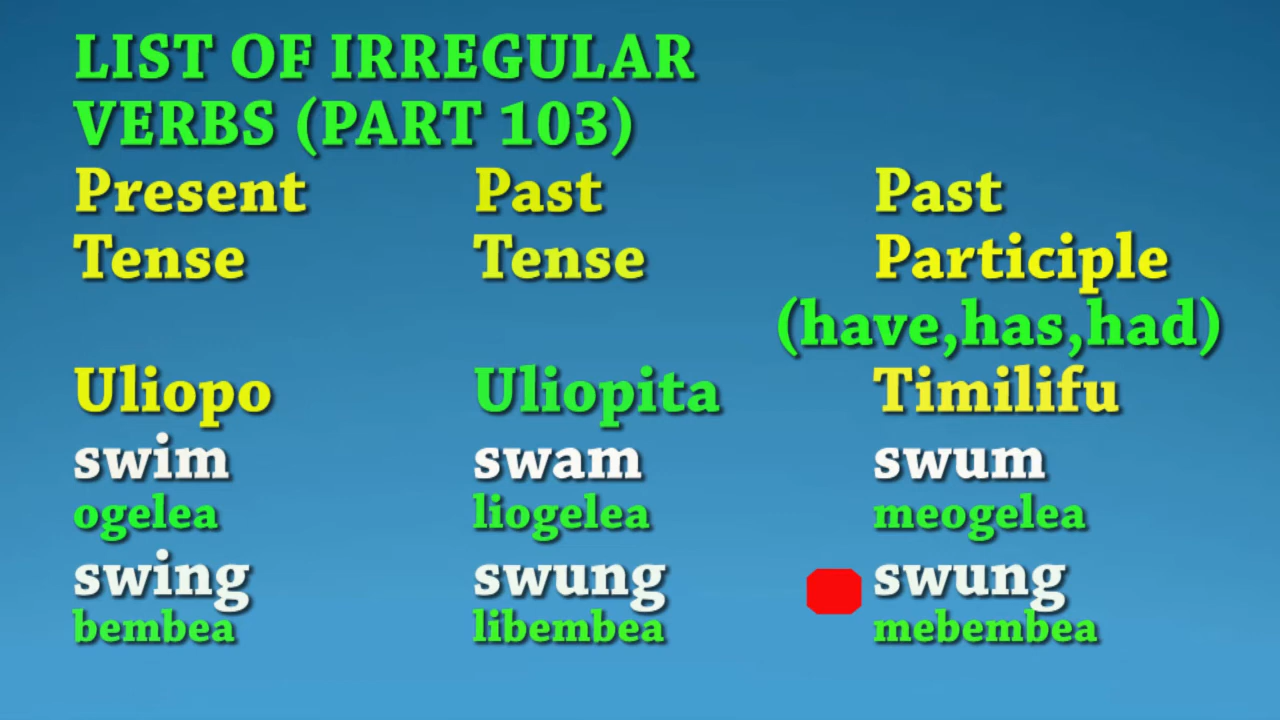 LIST OF IRREGULAR
VERBS (PART 103)
Present Past Past
Tense Tense Participle
(have,has,had)
Uliopo Uliopita Timilifu
swim swam swum
ogelea liogelea meogelea
swing swung swung
bembea libembea mebembea